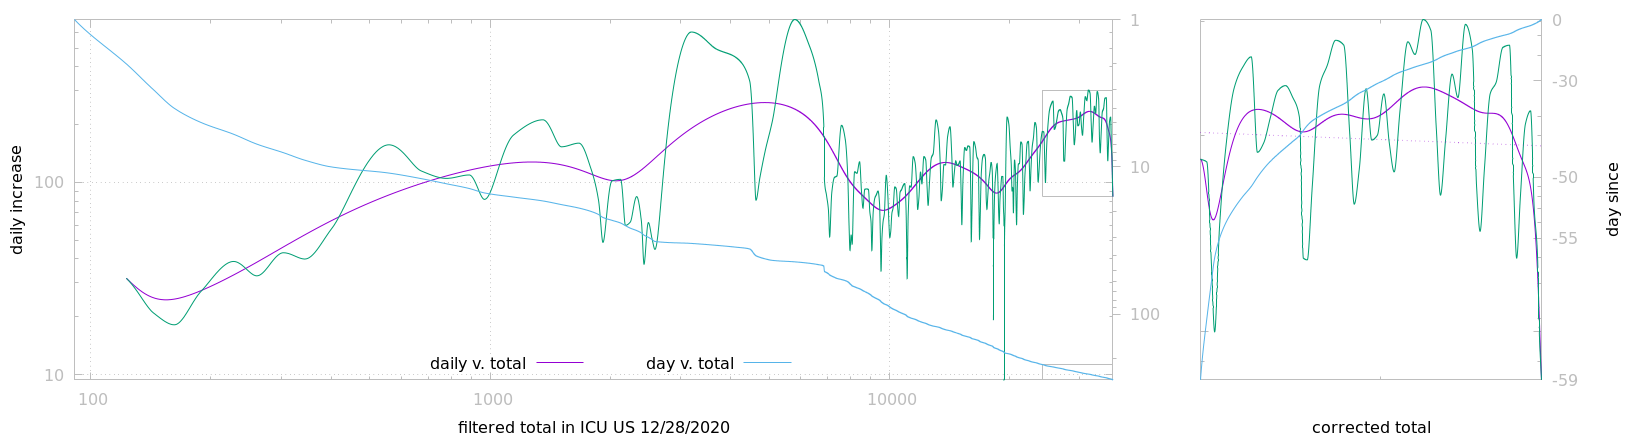 daily increase
100
10
daily v. total
day v. total
100
1000
10000
filtered total in ICU US 12/28/2020
1
10
100
0
-30
-50
-55
-59
day since
corrected total